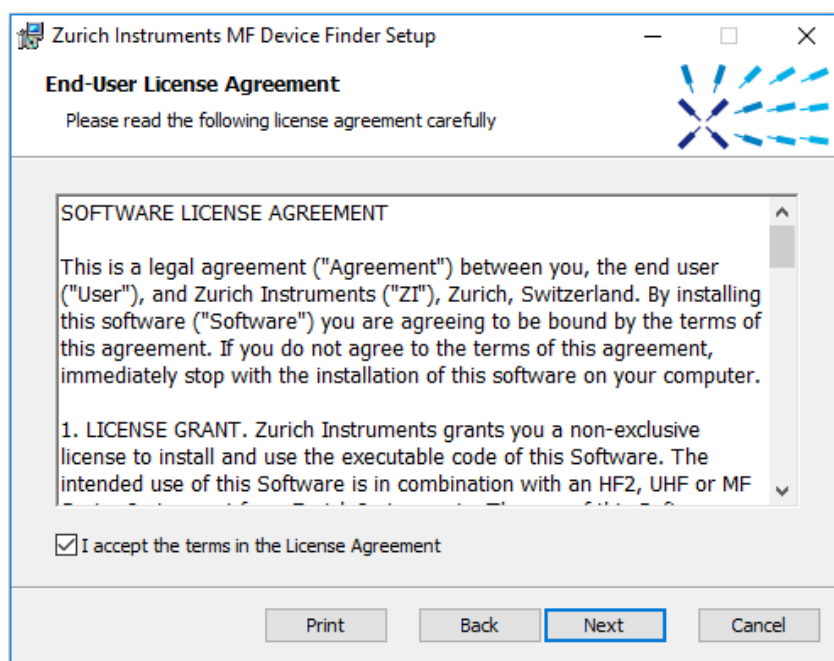 Zurich Instruments MF Device Finder Setup
End-User License Agreement
Please read the following license agreement carefully
SOFTWARE LICENSE AGREEMENT
This is a legal agreement ("Agreement") between you, the end user
("User"), and Zurich Instruments ("ZI"), Zurich, Switzerland. By installing
this software ("Software") you are agreeing to be bound by the terms of
this agreement. If you do not agree to the terms of this agreement,
immediately stop with the installation of this software on your computer.
1. LICENSE GRANT. Zurich Instruments grants you a non-exclusive
license to install and use the executable code of this Software. The
intended use of this Software is in combination with an HF2, UHF or MF
I accept the terms in the License Agreement
Print Back Next Cancel